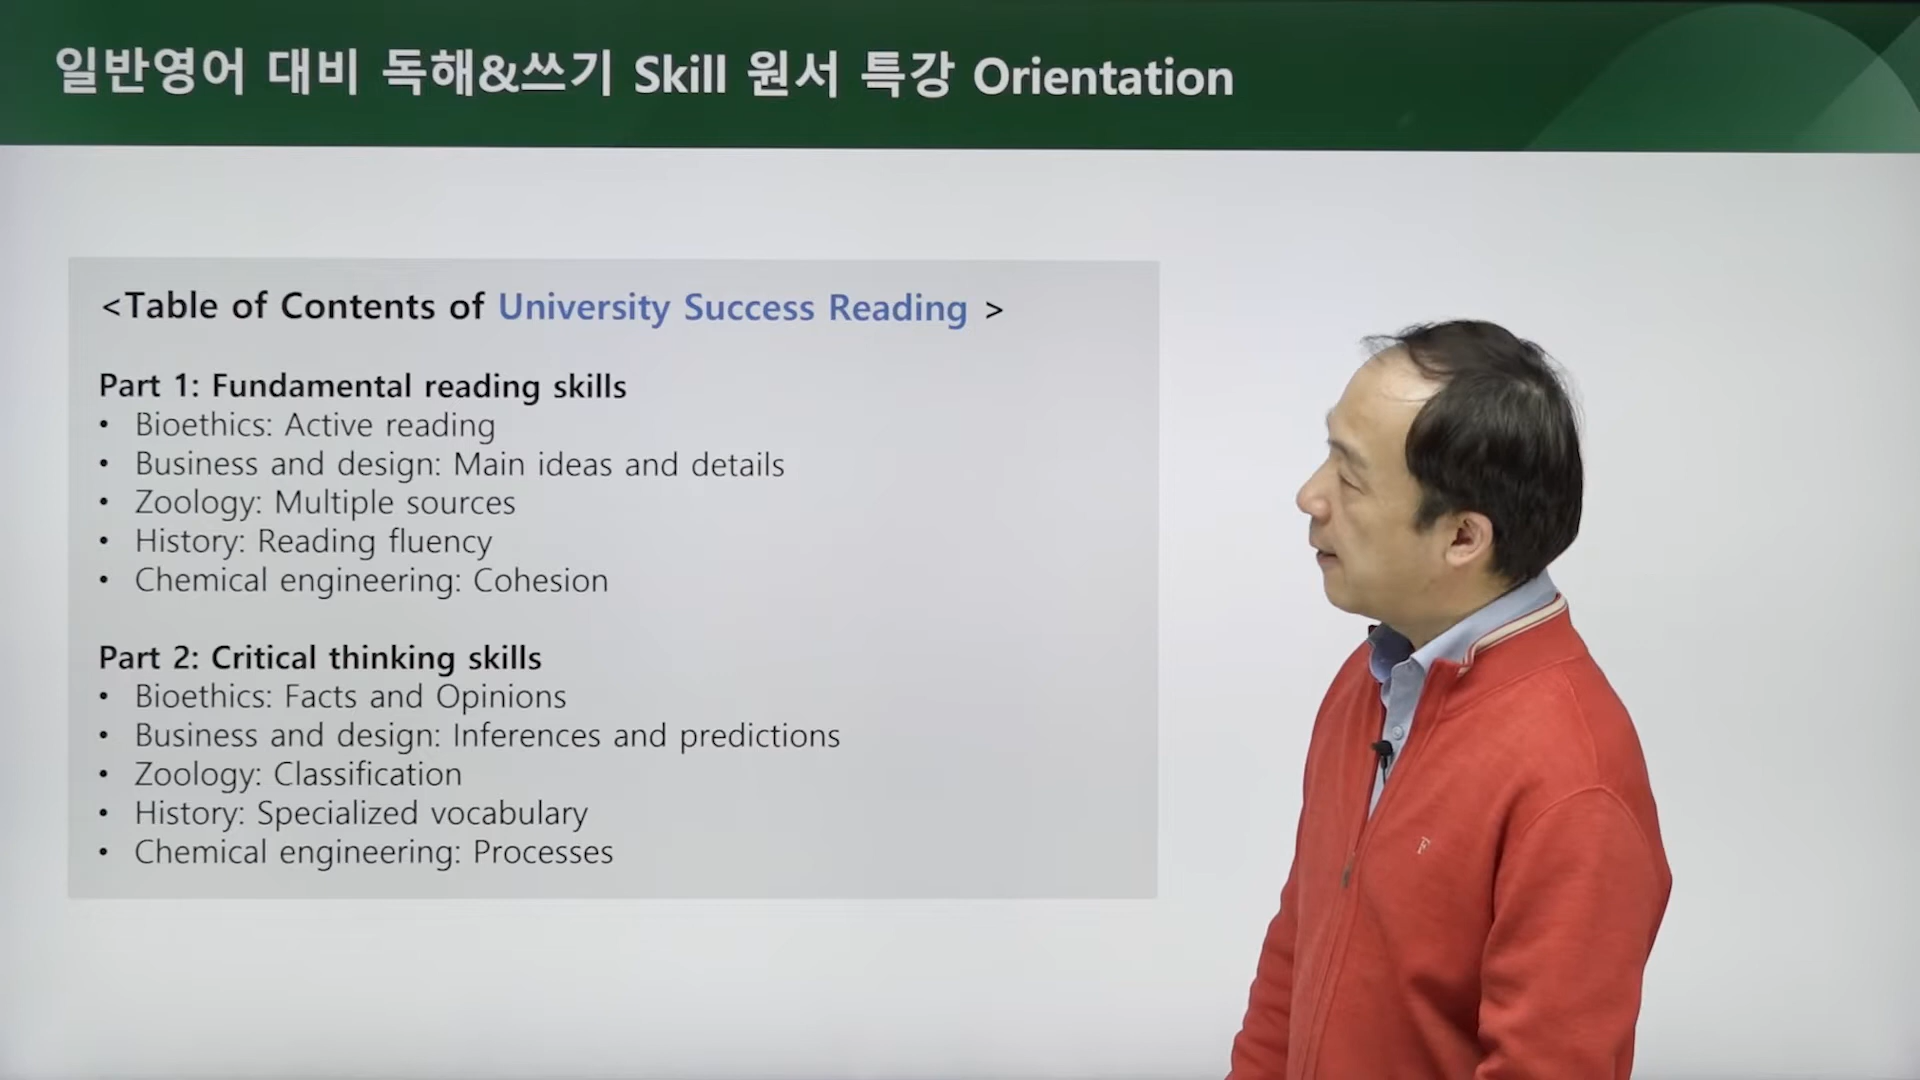 일반영어 대비 독해&쓰기 Skill 원서 특강 Orientation
<Table of Contents of University Success Reading >
Part 1: Fundamental reading skills
• Bioethics: Active reading
• Business and design: Main ideas and details
• Zoology: Multiple sources
• History: Reading fluency
• Chemical engineering: Cohesion
Part 2: Critical thinking skills
• Bioethics: Facts and Opinions
• Business and design: Inferences and predictions
• Zoology: Classification
• History: Specialized vocabulary
• Chemical engineering: Processes
F